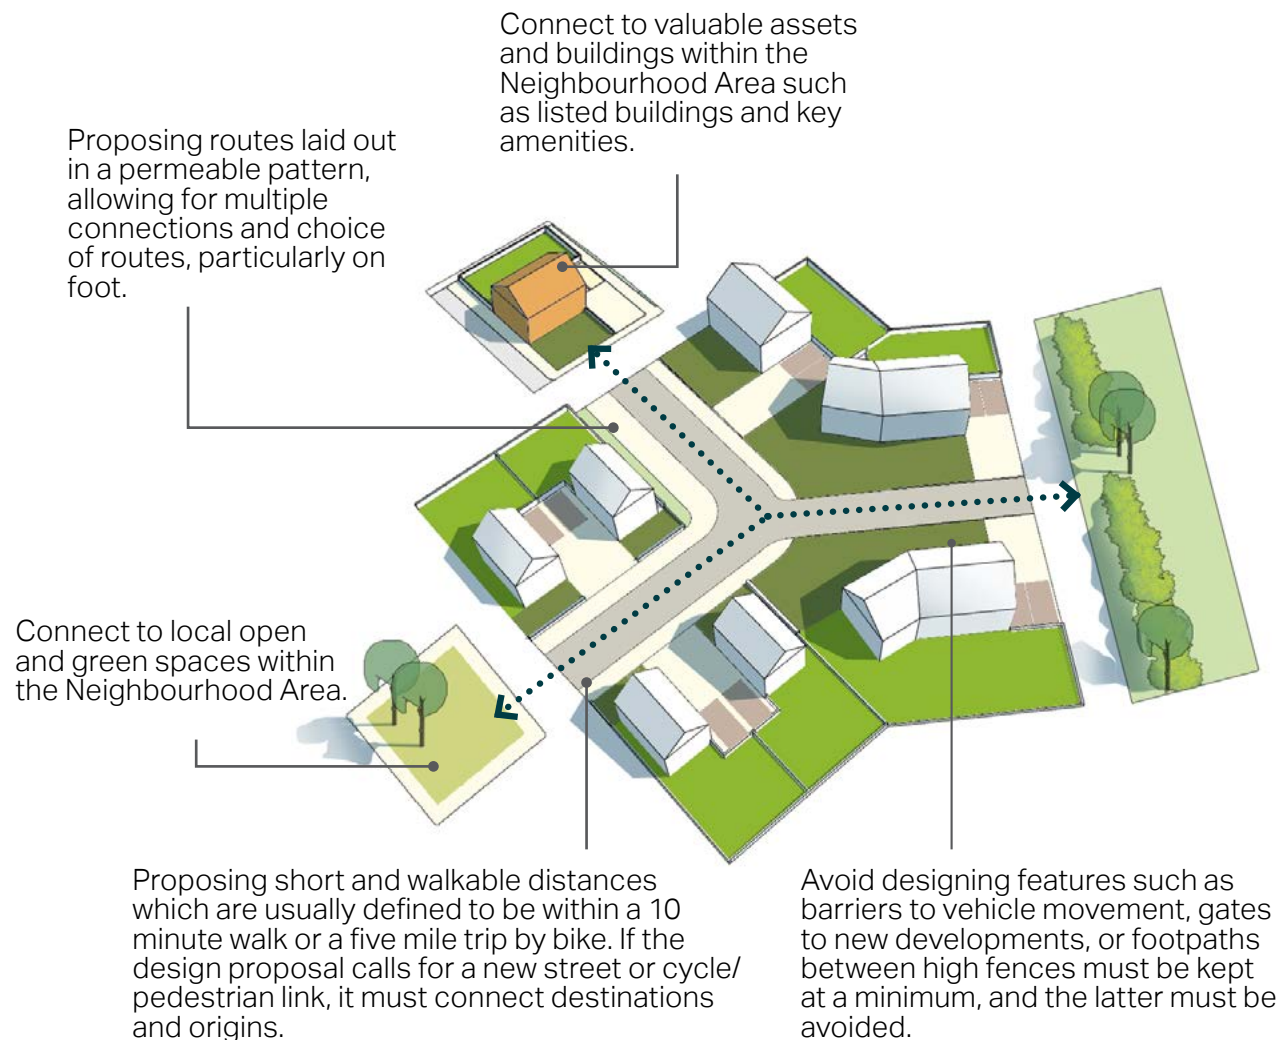 Connect to valuable assets
and buildings within the
Neighbourhood Area such
as listed buildings and key
amenities.
Proposing routes laid out
in a permeable pattern,
allowing for multiple
connections and choice
of routes, particularly on
foot.
Connect to local open
and green spaces within
the Neighbourhood Area.
Proposing short and walkable distances
which are usually defined to be within a 10
minute walk or a five mile trip by bike. If the
design proposal calls for a new street or cycle/
pedestrian link, it must connect destinations
and origins.
Avoid designing features such as
barriers to vehicle movement, gates
to new developments, or footpaths
between high fences must be kept
at a minimum, and the latter must be
avoided.